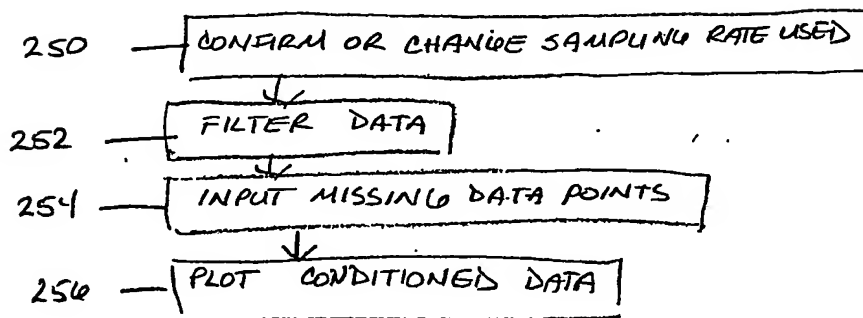 250 CONFIRM OR CHANGE SAMPLING RATE USED
252 FILTER DATA
254 INPUT MISSING DATA POINTS
256 PLOT CONDITIONED DATA